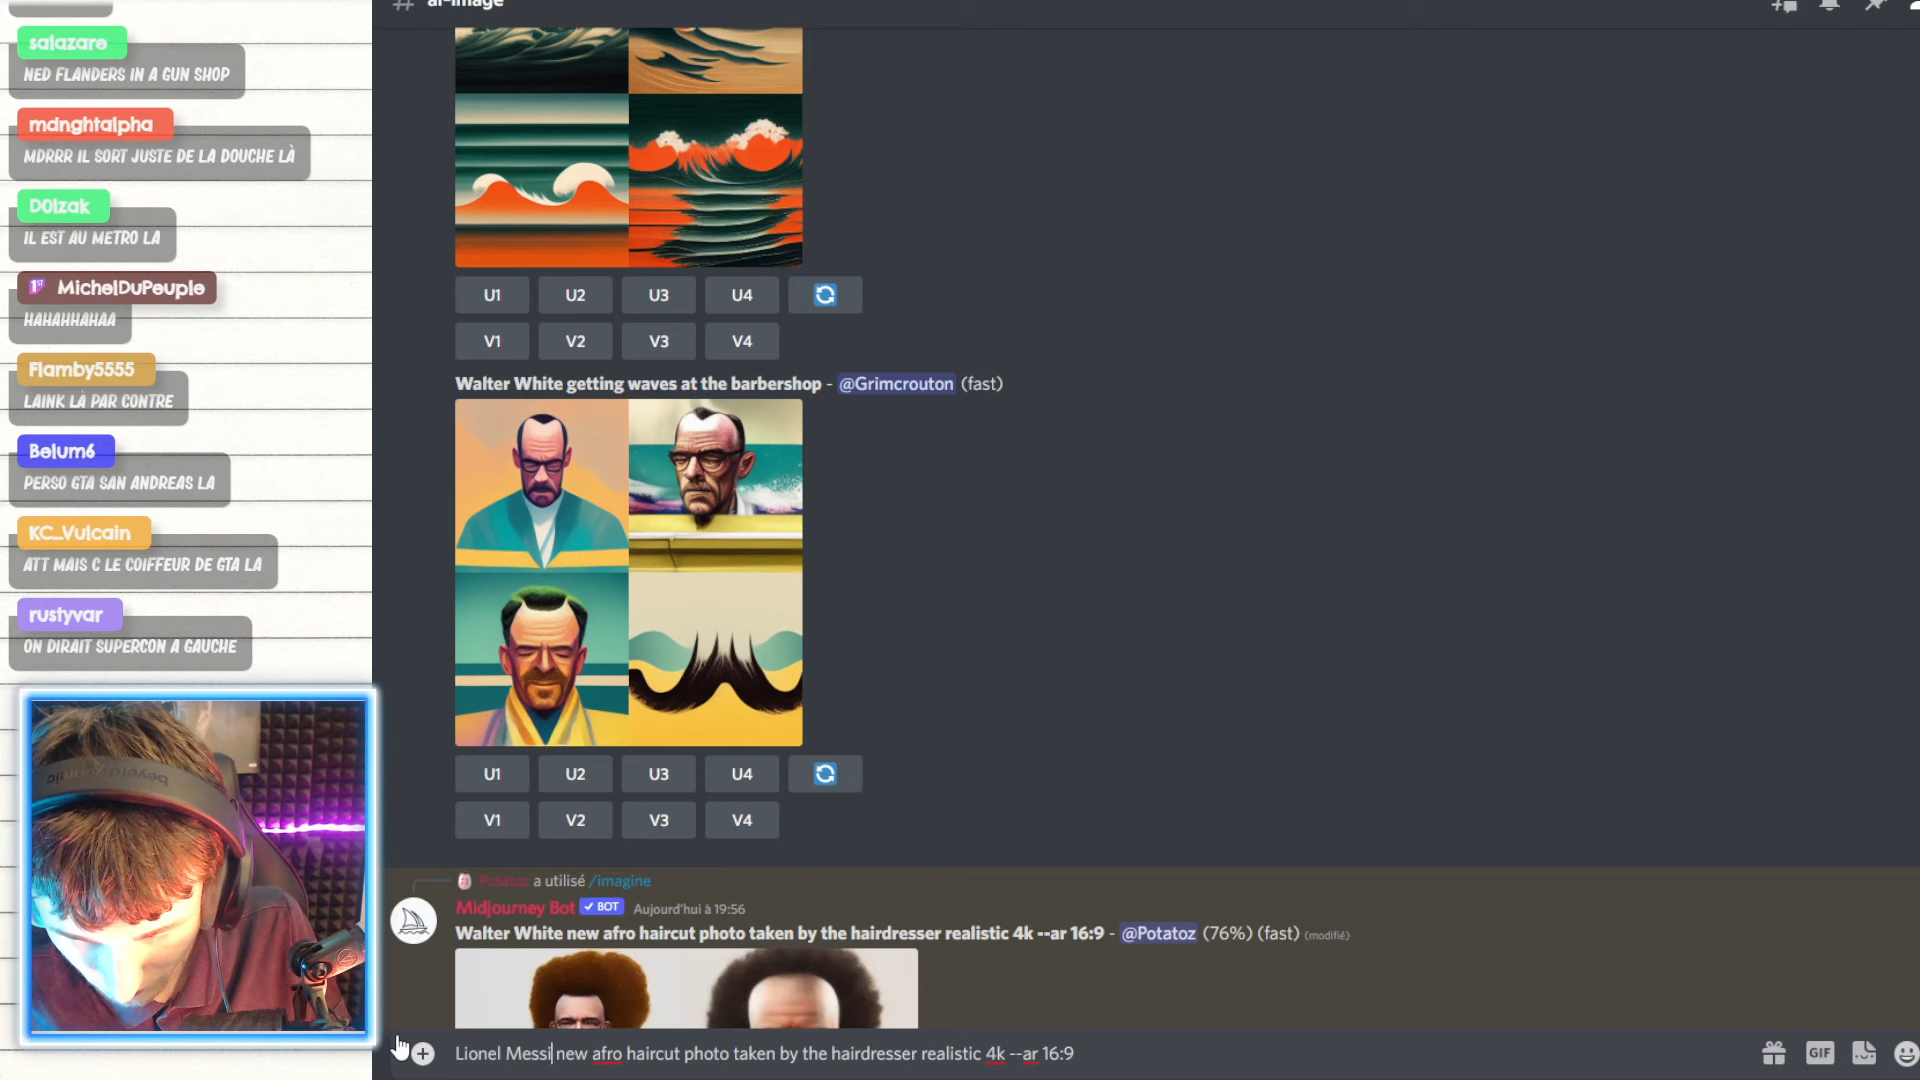 salazare
NED FLANDERS IN A GUN SHOP
mdnghtalpha
MDRRR IL SORT JUSTE DE LA DOUCHE LÀ
D0lzak
IL EST AU METRO LA
1ST MichelDuPeuple
HAHAHHAHAA
Flamby5555
LAINK LÀ PAR CONTRE
Belum6
PERSO GTA SAN ANDREAS LA
KC_Vulcain
ATT MAIS C LE COIFFEUR DE GTA LA
rustyvar
ON DIRAIT SUPERCON A GAUCHE
beyerdynamic
# ai-image
U1 U2 U3 U4
V1 V2 V3 V4
Walter White getting waves at the barbershop - @Grimcrouton (fast)
U1 U2 U3 U4
V1 V2 V3 V4
Potatoz a utilisé /imagine
Midjourney Bot ✓ BOT Aujourd'hui à 19:56
Walter White new afro haircut photo taken by the hairdresser realistic 4k --ar 16:9 - @Potatoz (76%) (fast) (modifié)
Lionel Messi new afro haircut photo taken by the hairdresser realistic 4k --ar 16:9
GIF